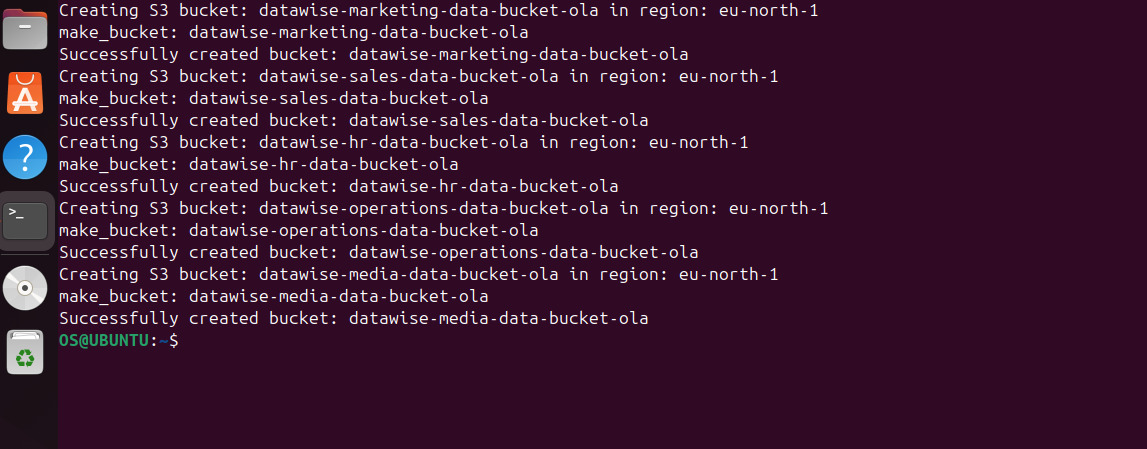 Creating S3 bucket: datawise-marketing-data-bucket-ola in region: eu-north-1
make_bucket: datawise-marketing-data-bucket-ola
Successfully created bucket: datawise-marketing-data-bucket-ola
Creating S3 bucket: datawise-sales-data-bucket-ola in region: eu-north-1
make_bucket: datawise-sales-data-bucket-ola
Successfully created bucket: datawise-sales-data-bucket-ola
Creating S3 bucket: datawise-hr-data-bucket-ola in region: eu-north-1
make_bucket: datawise-hr-data-bucket-ola
Successfully created bucket: datawise-hr-data-bucket-ola
Creating S3 bucket: datawise-operations-data-bucket-ola in region: eu-north-1
make_bucket: datawise-operations-data-bucket-ola
Successfully created bucket: datawise-operations-data-bucket-ola
Creating S3 bucket: datawise-media-data-bucket-ola in region: eu-north-1
make_bucket: datawise-media-data-bucket-ola
Successfully created bucket: datawise-media-data-bucket-ola
OS@UBUNTU:~$